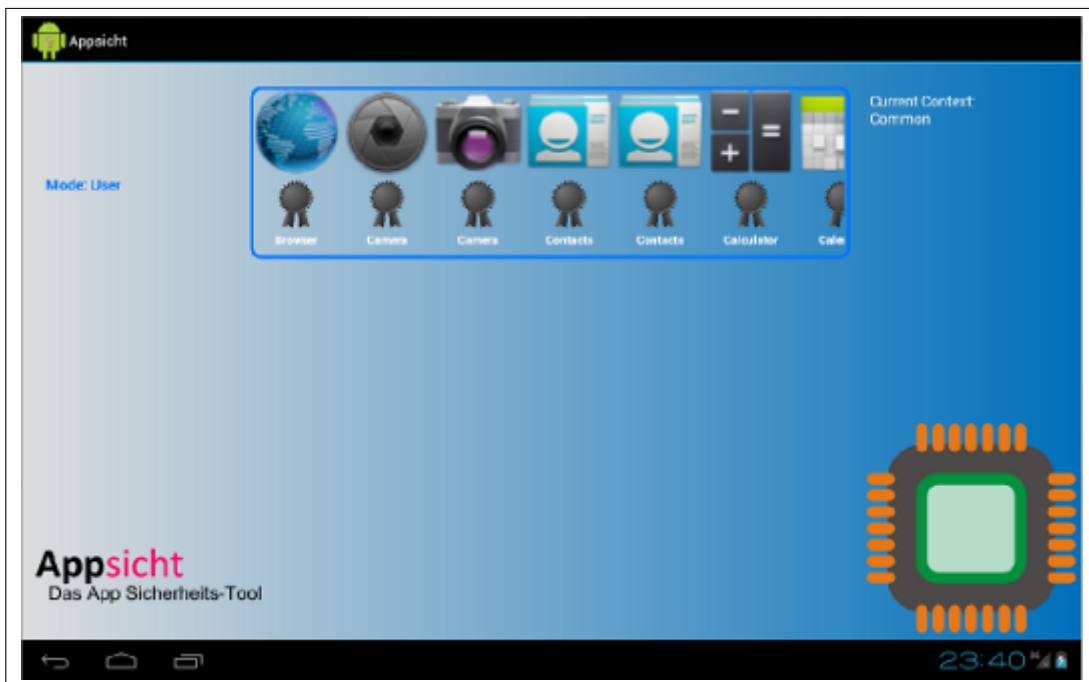 Appsicht
Current Context:
Common
Mode: User
Browser Camera Camera Contacts Contacts Calculator Cale
Appsicht
Das App Sicherheits-Tool
23:40